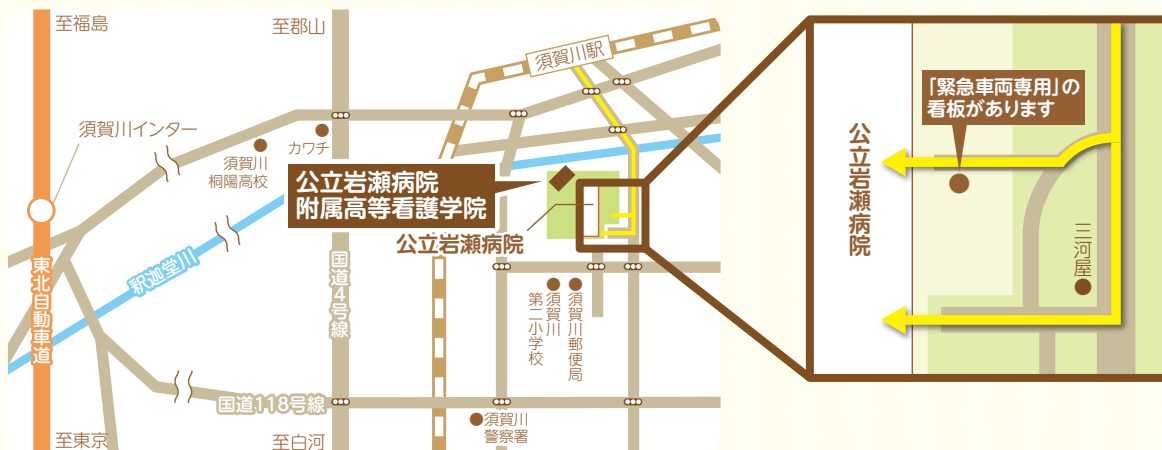 至福島
至郡山
須賀川駅
須賀川インター
カワチ
須賀川
桐陽高校
公立岩瀬病院
附属高等看護学院
公立岩瀬病院
東北自動車道
釈迦堂川
国道4号線
須賀川
第二小学校
須賀川郵便局
国道118号線
須賀川
警察署
至東京
至白河
「緊急車両専用」の
看板があります
公立岩瀬病院
三河屋